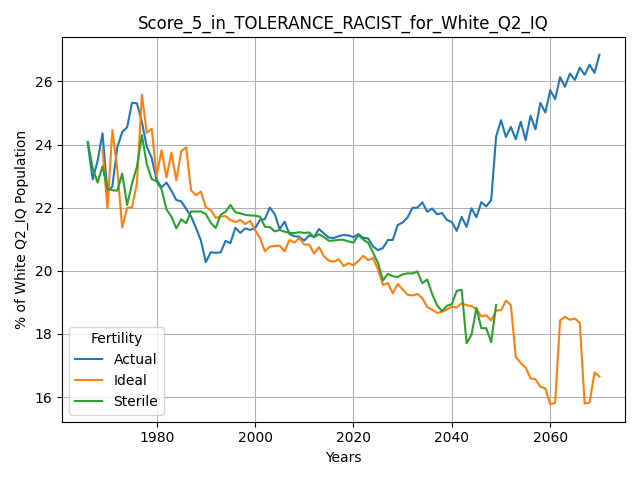 Score_5_in_TOLERANCE_RACIST_for_White_Q2_IQ
% of White Q2_IQ Population
26
24
22
20
18
16
Fertility
Actual
Ideal
Sterile
1980
2000
2020
2040
2060
Years